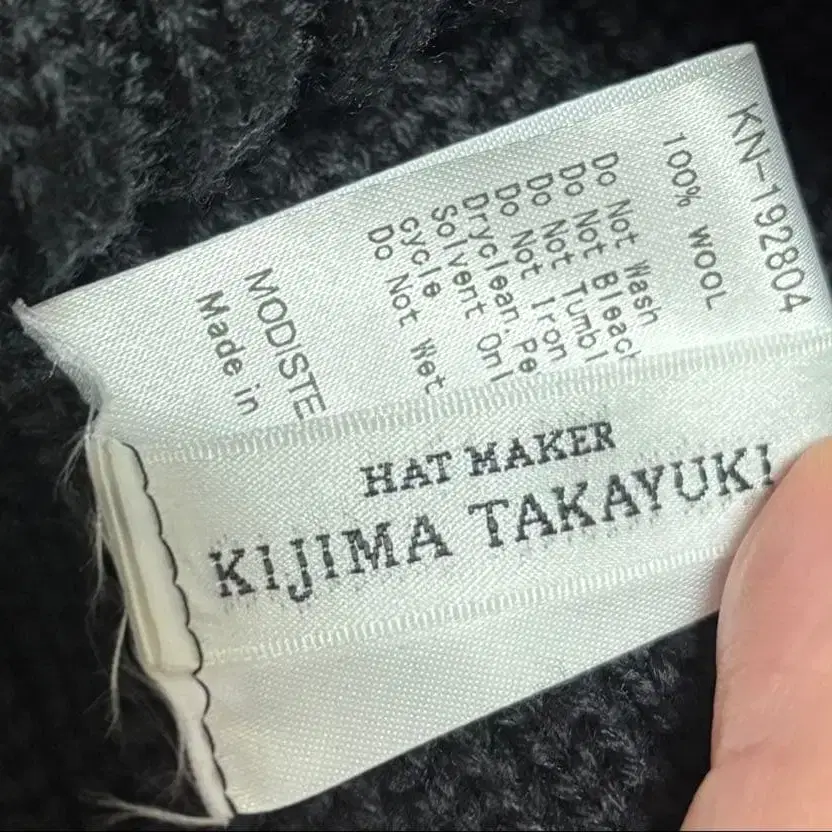 KN-192804
100% WOOL
Do Not Wash
Do Not Bleach
Do Not Tumbl
Do Not Iron
Dryclean. Pe
Solvent Onl
cycle
Do Not Wet
MODISTE
Made in
HAT MAKER
KIJIMA TAKAYUKI